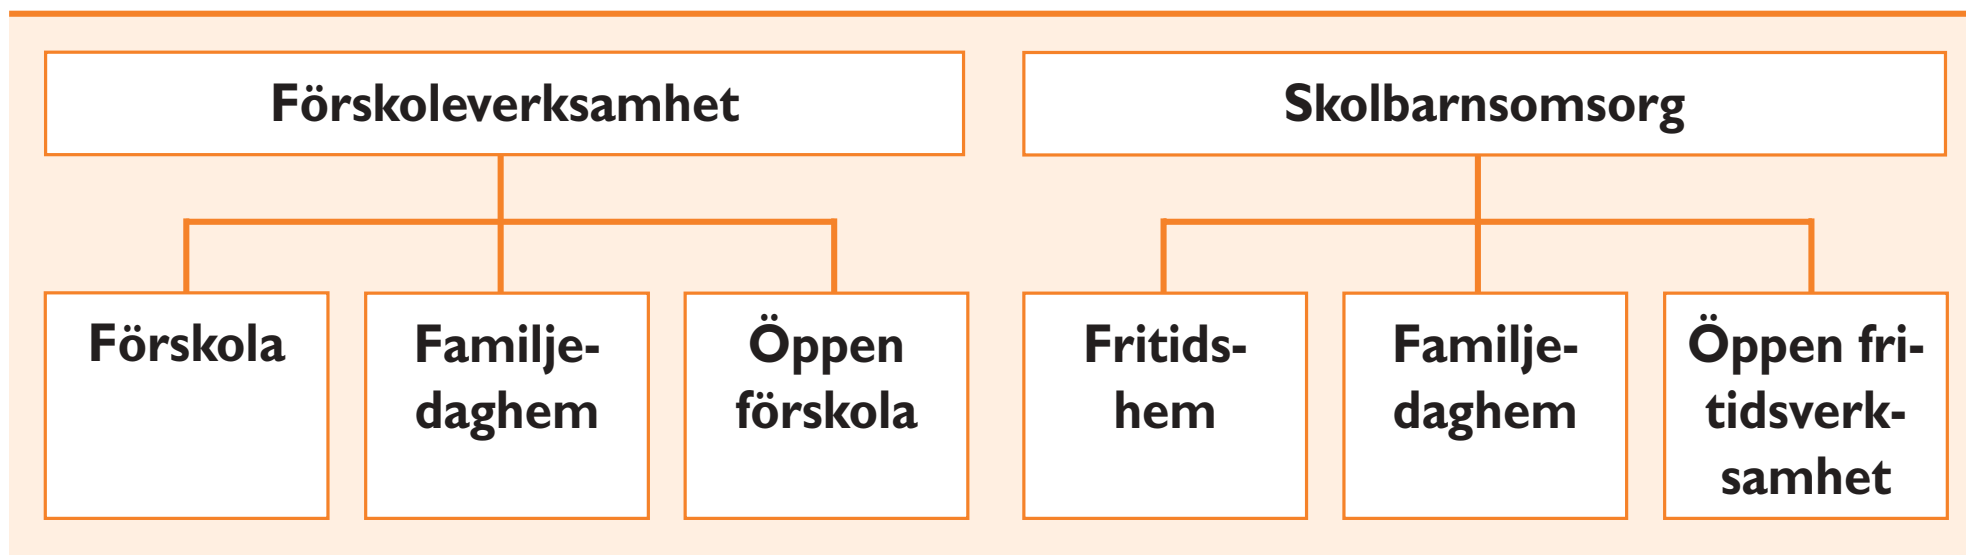 Förskoleverksamhet
Skolbarnsomsorg
Förskola
Familje-
daghem
Öppen
förskola
Fritids-
hem
Familje-
daghem
Öppen fri-
tidsverk-
samhet